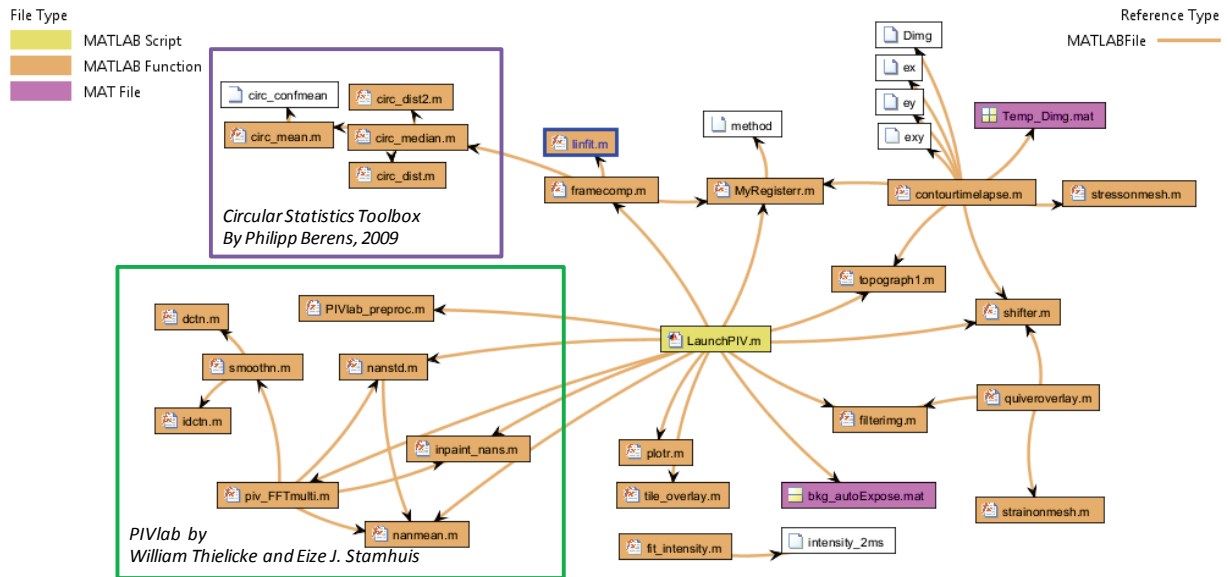 File Type
MATLAB Script
MATLAB Function
MAT File
Reference Type
MATLABFile
circ_confmean
circ_dist2.m
circ_mean.m
circ_median.m
circ_dist.m
Circular Statistics Toolbox
By Philipp Berens, 2009
linfit.m
framecomp.m
method
MyRegisterr.m
Dimg
ex
ey
exy
Temp_Dimg.mat
contourtimelapse.m
stressonmesh.m
topograph1.m
shifter.m
PIVlab_preproc.m
dctn.m
smoothn.m
nanstd.m
idctn.m
inpaint_nans.m
piv_FFTmulti.m
nanmean.m
PIVlab by
William Thielicke and Eize J. Stamhuis
LaunchPIV.m
quiveroverlay.m
filterimg.m
plotr.m
tile_overlay.m
bkg_autoExpose.mat
strainonmesh.m
fit_intensity.m
intensity_2ms